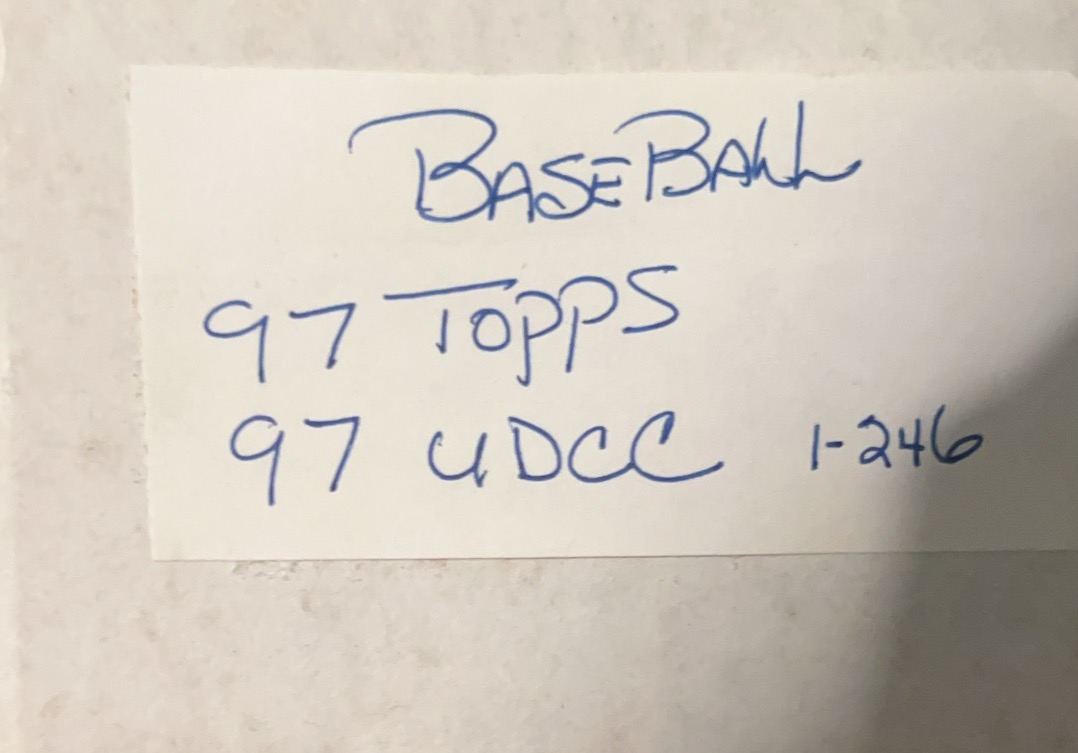 BASEBALL
97 TOPPS
97 UDCC 1-246